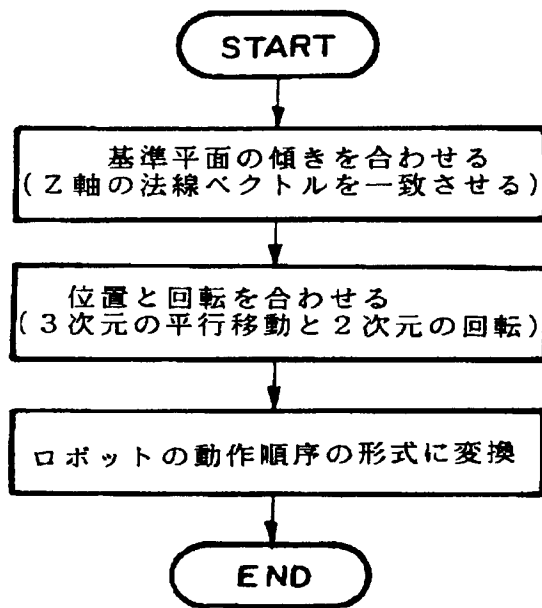 START
基準平面の傾きを合わせる
(Z軸の法線ベクトルを一致させる)
位置と回転を合わせる
(3次元の平行移動と2次元の回転)
ロボットの動作順序の形式に変換
END